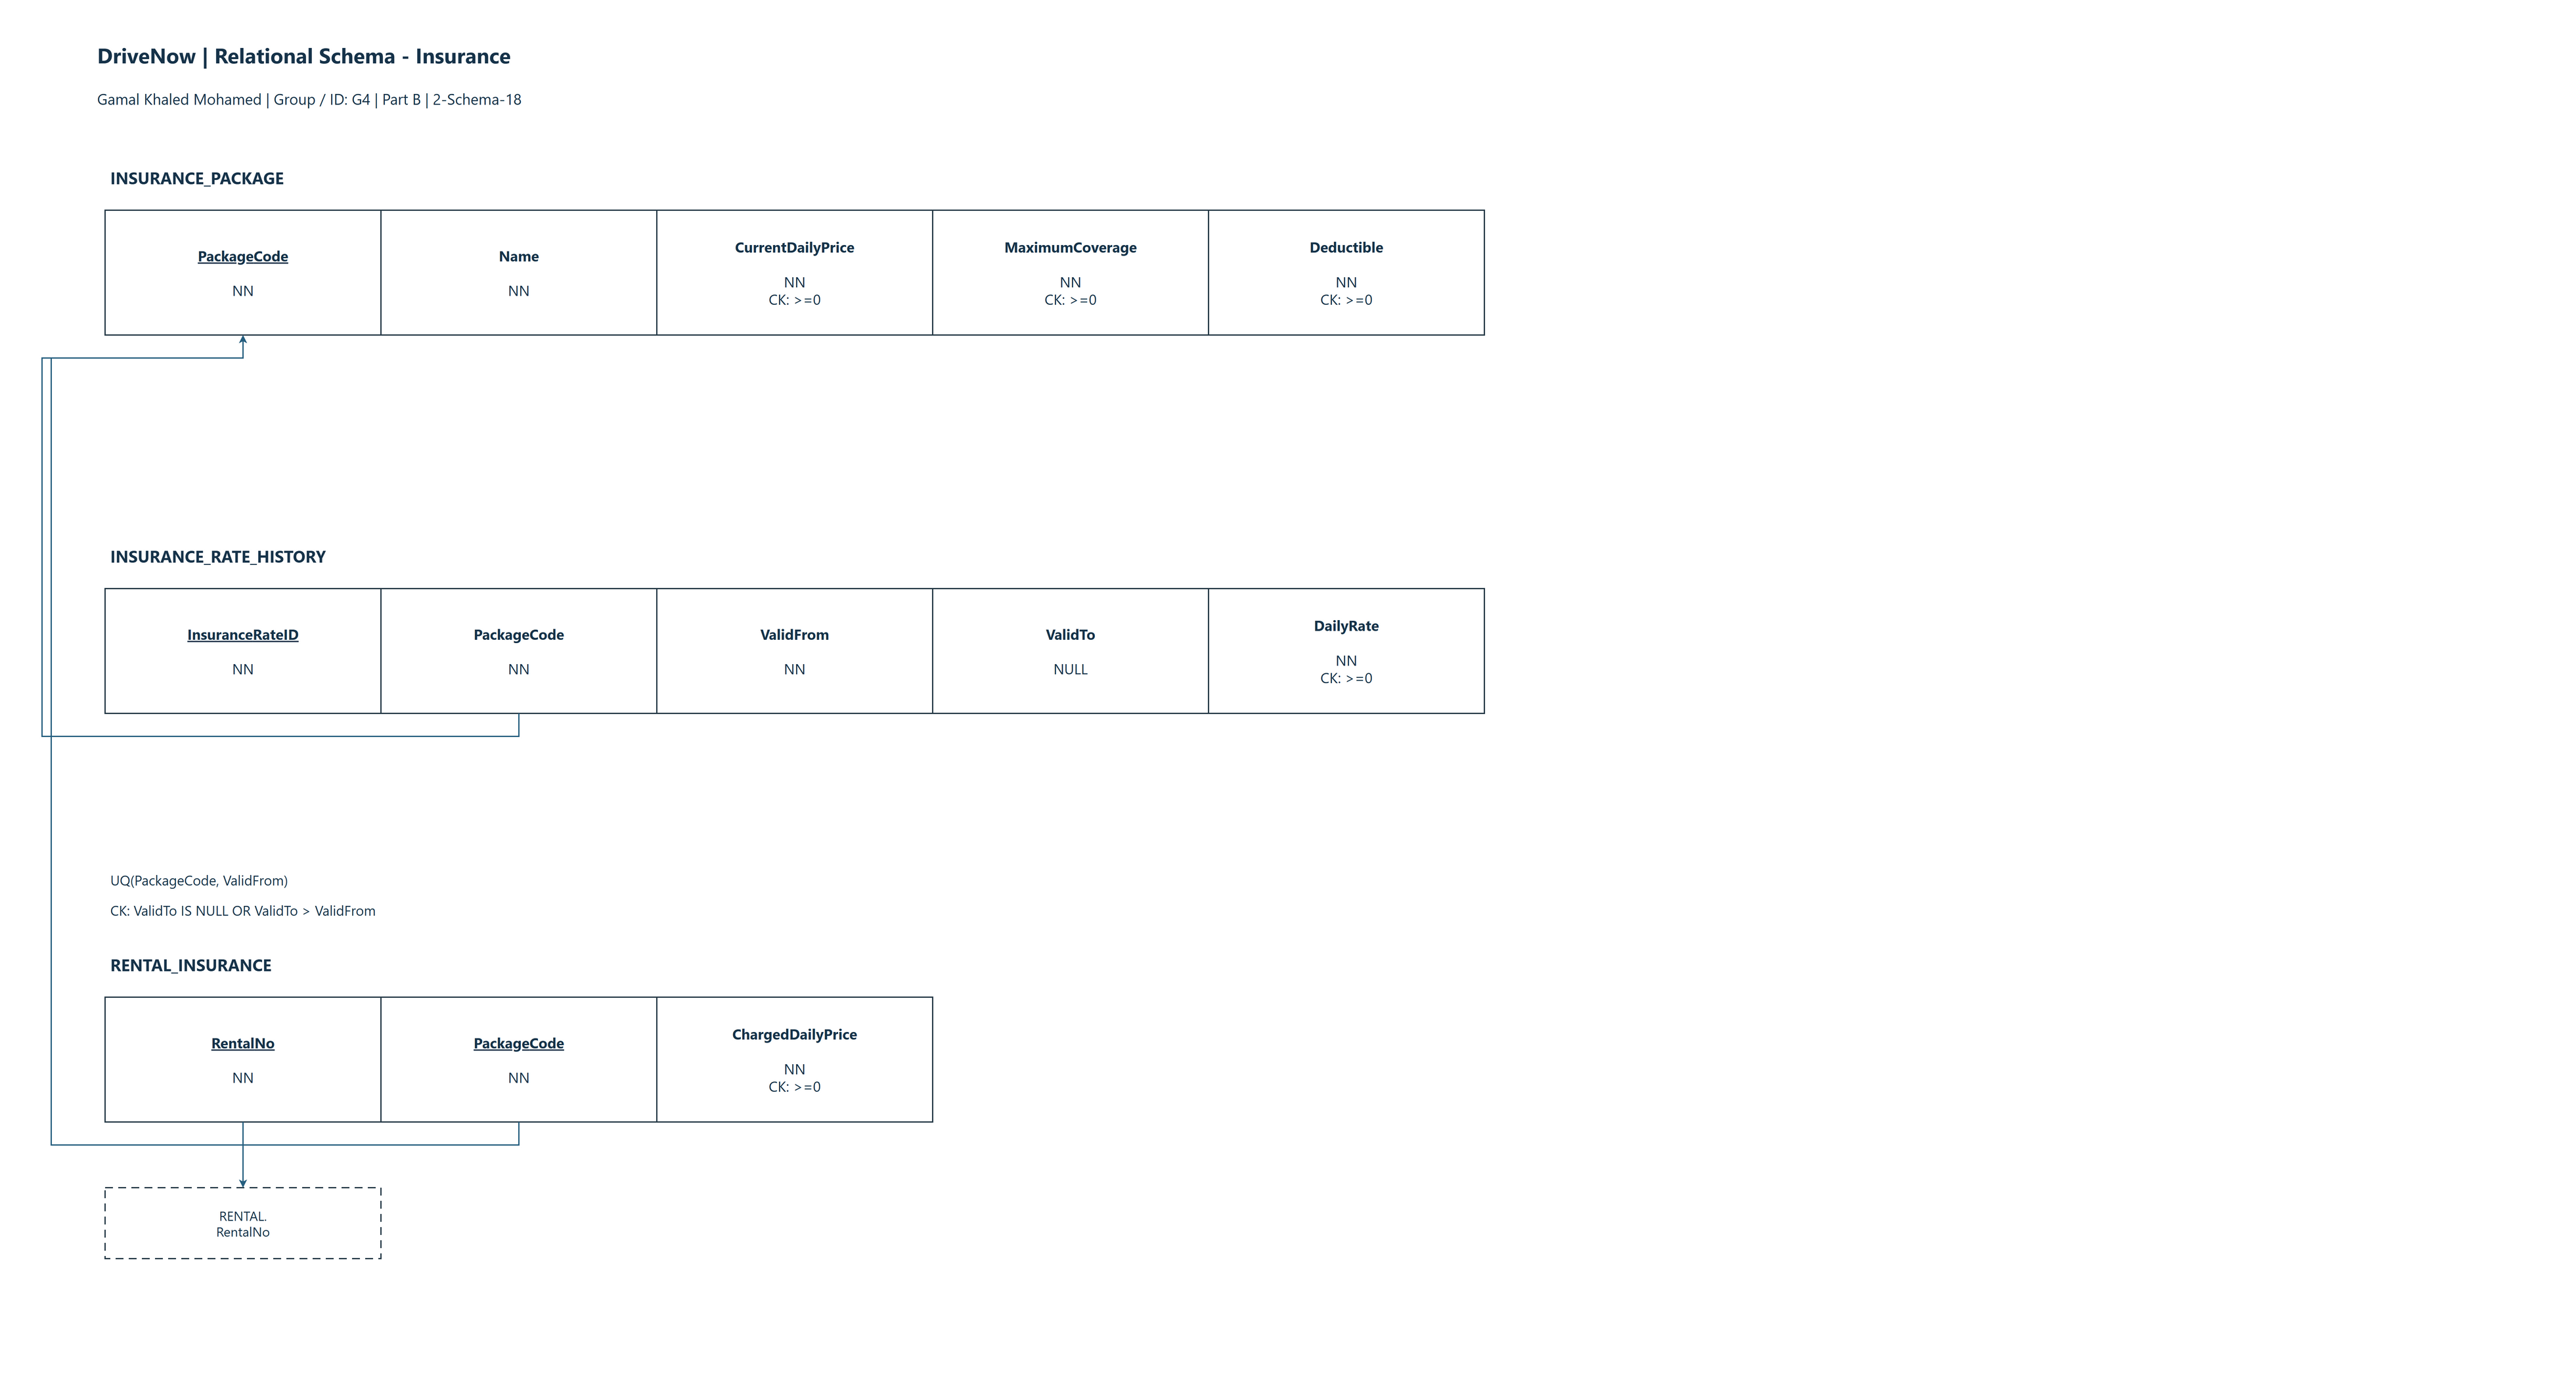 DriveNow | Relational Schema - Insurance
Gamal Khaled Mohamed | Group / ID: G4 | Part B | 2-Schema-18
INSURANCE_PACKAGE
PackageCode
NN
Name
NN
CurrentDailyPrice
NN
CK: >=0
MaximumCoverage
NN
CK: >=0
Deductible
NN
CK: >=0
INSURANCE_RATE_HISTORY
InsuranceRateID
NN
PackageCode
NN
ValidFrom
NN
ValidTo
NULL
DailyRate
NN
CK: >=0
UQ(PackageCode, ValidFrom)
CK: ValidTo IS NULL OR ValidTo > ValidFrom
RENTAL_INSURANCE
RentalNo
NN
PackageCode
NN
ChargedDailyPrice
NN
CK: >=0
RENTAL.
RentalNo